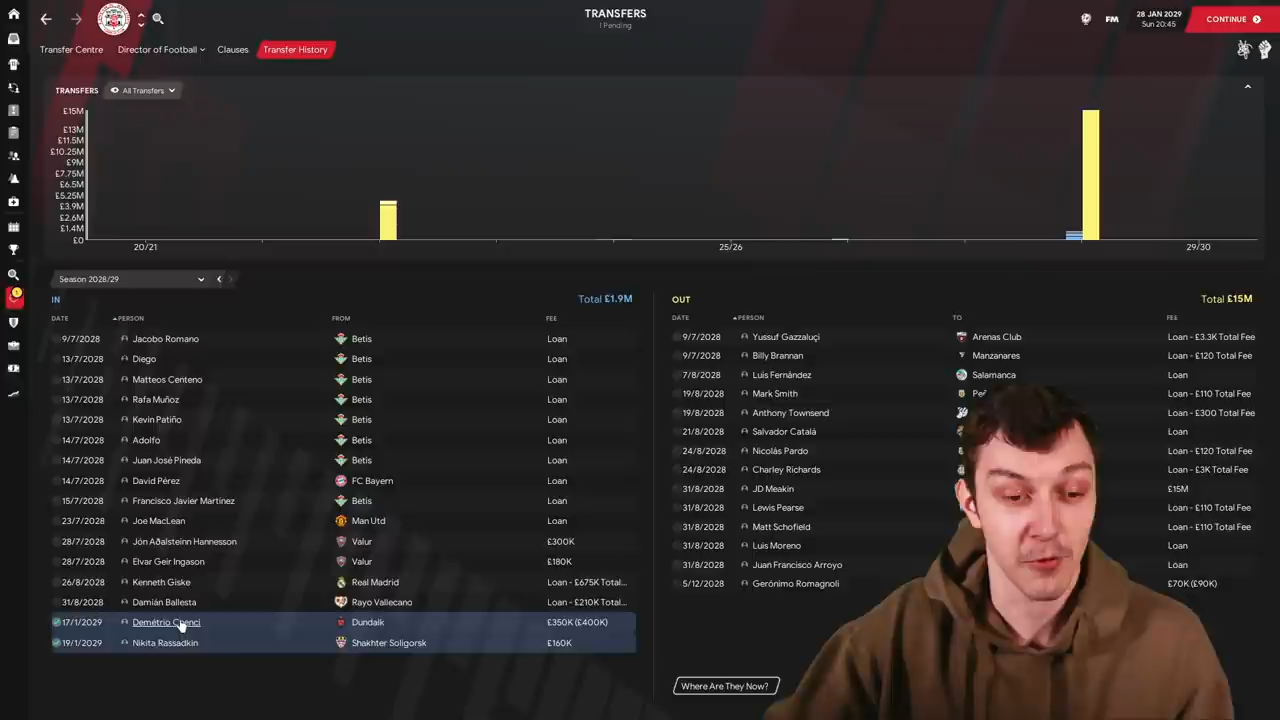 TRANSFERS
1 Pending
FM
28 JAN 2029
Sun 20:45
CONTINUE
Transfer Centre
Director of Football
Clauses
Transfer History
TRANSFERS
All Transfers
£15M
£13M
£11.5M
£10.25M
£9M
£7.75M
£6.5M
£5.25M
£3.9M
£2.6M
£1.4M
£0
20/21
25/26
29/30
Season 2028/29
IN
Total £1.9M
DATE PERSON FROM FEE
9/7/2028 Jacobo Romano Betis Loan
13/7/2028 Diego Betis Loan
13/7/2028 Matteos Centeno Betis Loan
13/7/2028 Rafa Muñoz Betis Loan
13/7/2028 Kevin Patiño Betis Loan
14/7/2028 Adolfo Betis Loan
14/7/2028 Juan José Pineda Betis Loan
14/7/2028 David Pérez FC Bayern Loan
15/7/2028 Francisco Javier Martínez Betis Loan
23/7/2028 Joe MacLean Man Utd Loan
28/7/2028 Jón Aðalsteinn Hannesson Valur £300K
28/7/2028 Elvar Geir Ingason Valur £180K
26/8/2028 Kenneth Giske Real Madrid Loan - £675K Total...
31/8/2028 Damián Ballesta Rayo Vallecano Loan - £210K Total...
17/1/2029 Demétrio Dundalk £350K (£400K)
19/1/2029 Nikita Rassadkin Shakhter Soligorsk £160K
OUT
Total £15M
DATE PERSON TO FEE
9/7/2028 Yussuf Gazzaluçi Arenas Club Loan - £3.3K Total Fee
9/7/2028 Billy Brannan Manzanares Loan - £120 Total Fee
7/8/2028 Luis Fernández Salamanca Loan
19/8/2028 Mark Smith Loan - £110 Total Fee
19/8/2028 Anthony Townsend Loan - £300 Total Fee
21/8/2028 Salvador Catalá Loan
24/8/2028 Nicolás Pardo Loan - £120 Total Fee
24/8/2028 Charley Richards Loan - £3K Total Fee
31/8/2028 JD Meakin £15M
31/8/2028 Lewis Pearse Loan - £110 Total Fee
31/8/2028 Matt Schofield Loan - £110 Total Fee
31/8/2028 Luis Moreno Loan
31/8/2028 Juan Francisco Arroyo Loan
5/12/2028 Gerónimo Romagnoli £70K (£90K)
Where Are They Now?